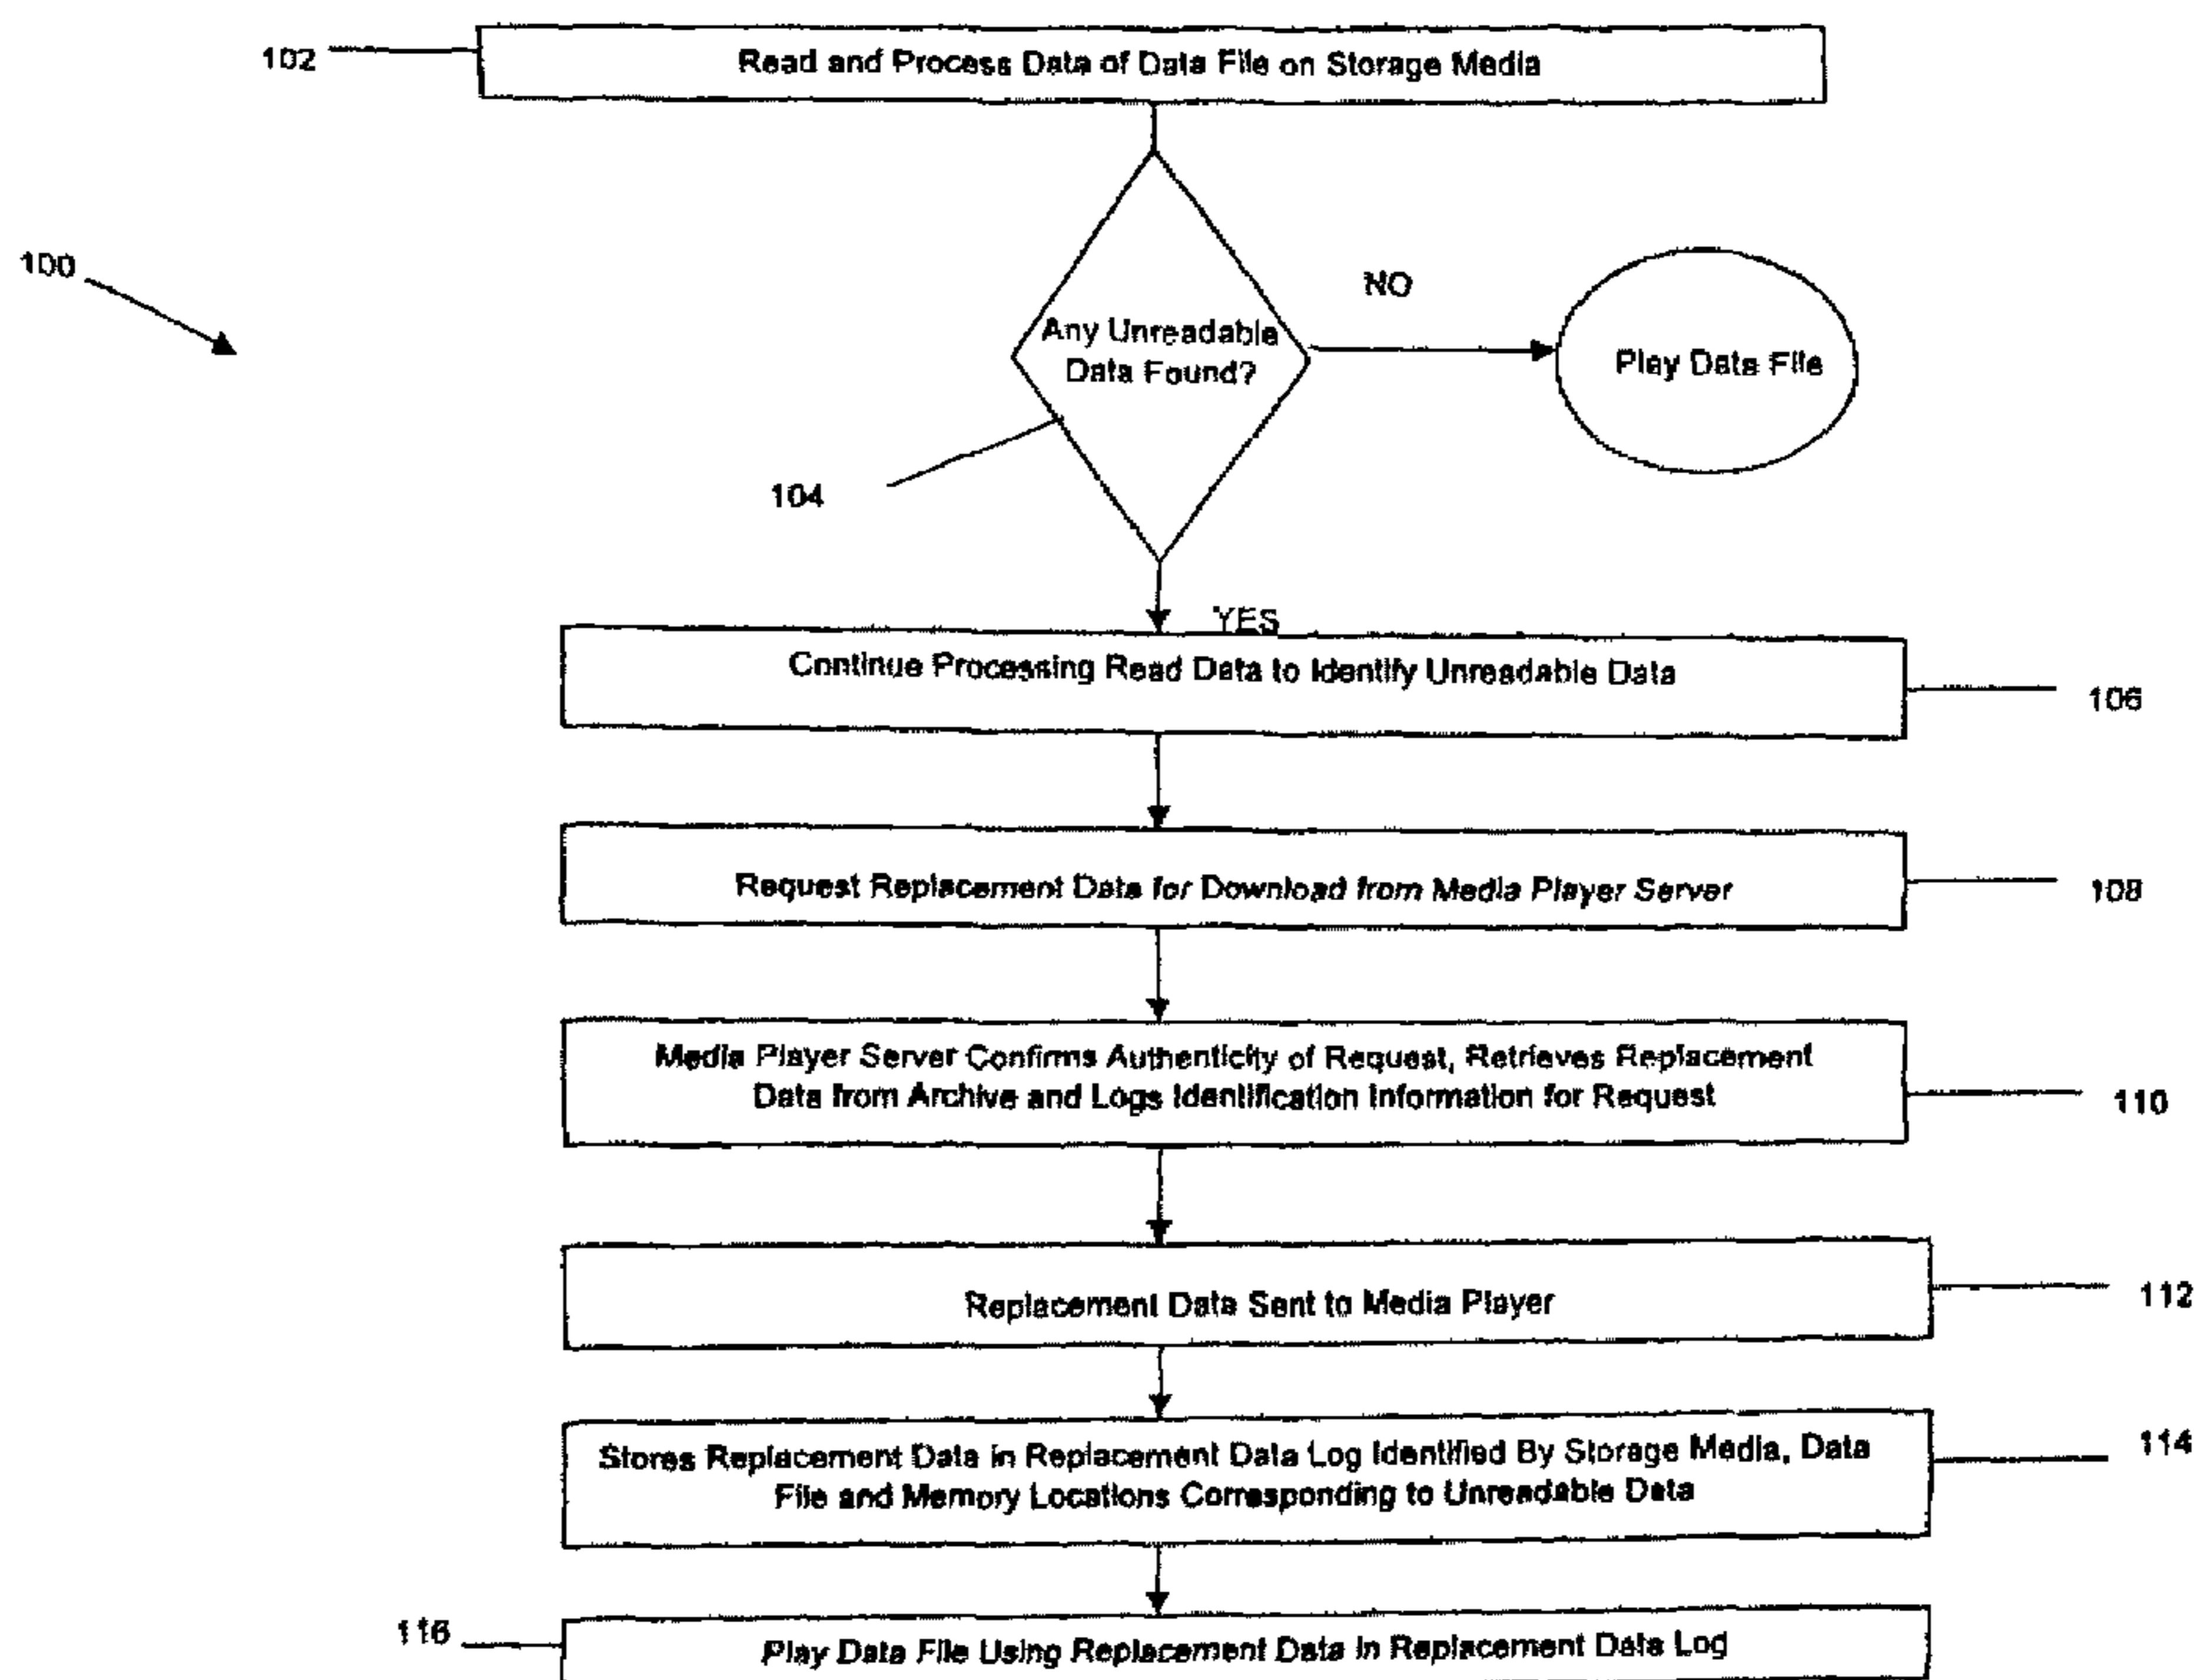 102
Read and Process Data of Data File on Storage Media
100
NO
Any Unreadable
Data Found?
Play Data File
104
YES
Continue Processing Read Data to Identify Unreadable Data
106
Request Replacement Data for Download from Media Player Server
108
Media Player Server Confirms Authenticity of Request, Retrieves Replacement
Data from Archive and Logs Identification Information for Request
110
Replacement Data Sent to Media Player
112
Stores Replacement Data in Replacement Data Log Identified By Storage Media, Data
File and Memory Locations Corresponding to Unreadable Data
114
116
Play Data File Using Replacement Data in Replacement Data Log